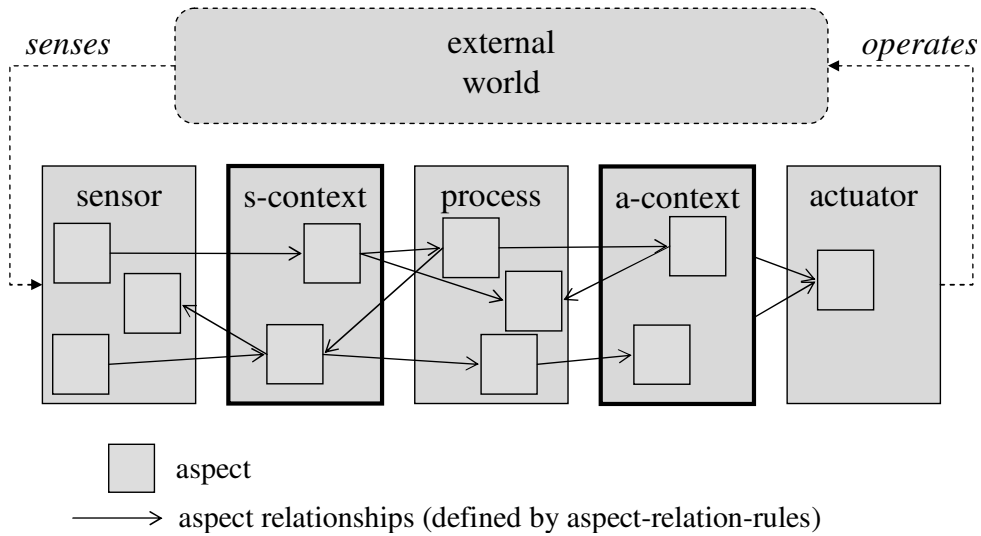 senses
external
world
operates
sensor
s-context
process
a-context
actuator
aspect
aspect relationships (defined by aspect-relation-rules)